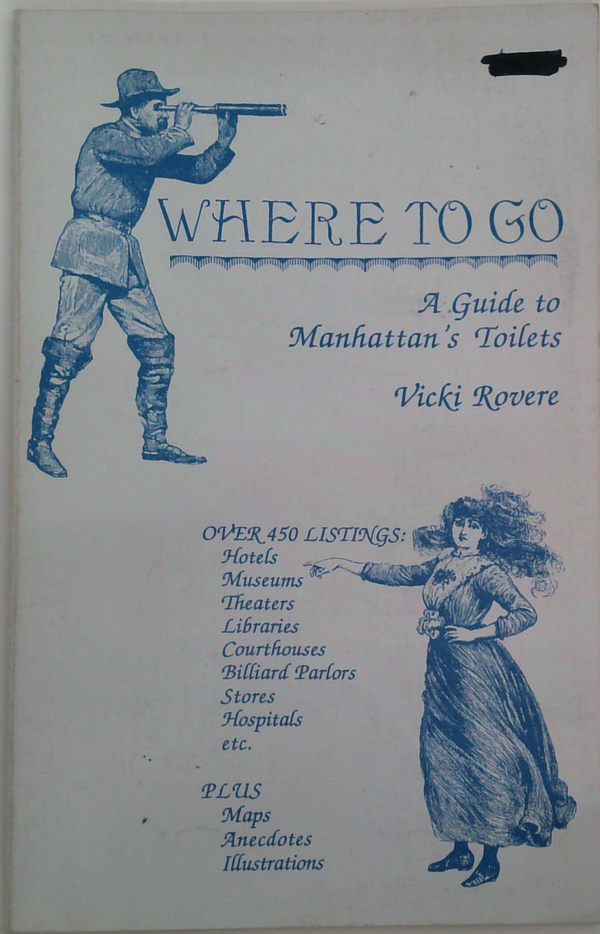 WHERE TO GO
A Guide to
Manhattan's Toilets
Vicki Rovere
OVER 450 LISTINGS:
Hotels
Museums
Theaters
Libraries
Courthouses
Billiard Parlors
Stores
Hospitals
etc.
PLUS
Maps
Anecdotes
Illustrations